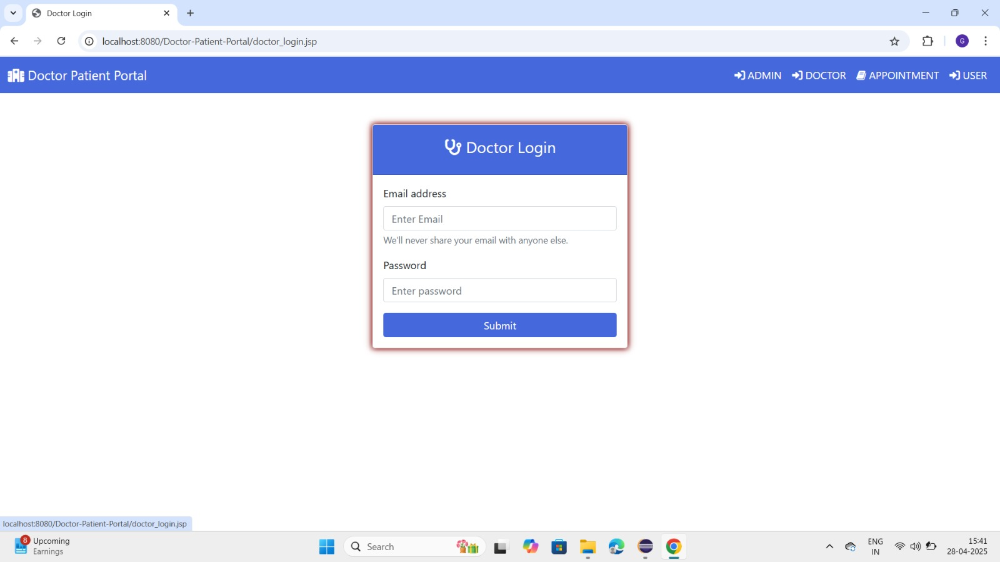 Doctor Login
localhost:8080/Doctor-Patient-Portal/doctor_login.jsp
G
Doctor Patient Portal
ADMIN DOCTOR APPOINTMENT USER
Doctor Login
Email address
Enter Email
We'll never share your email with anyone else.
Password
Enter password
Submit
localhost:8080/Doctor-Patient-Portal/doctor_login.jsp
8
Upcoming
Earnings
Search
ENG
IN
15:41
28-04-2025